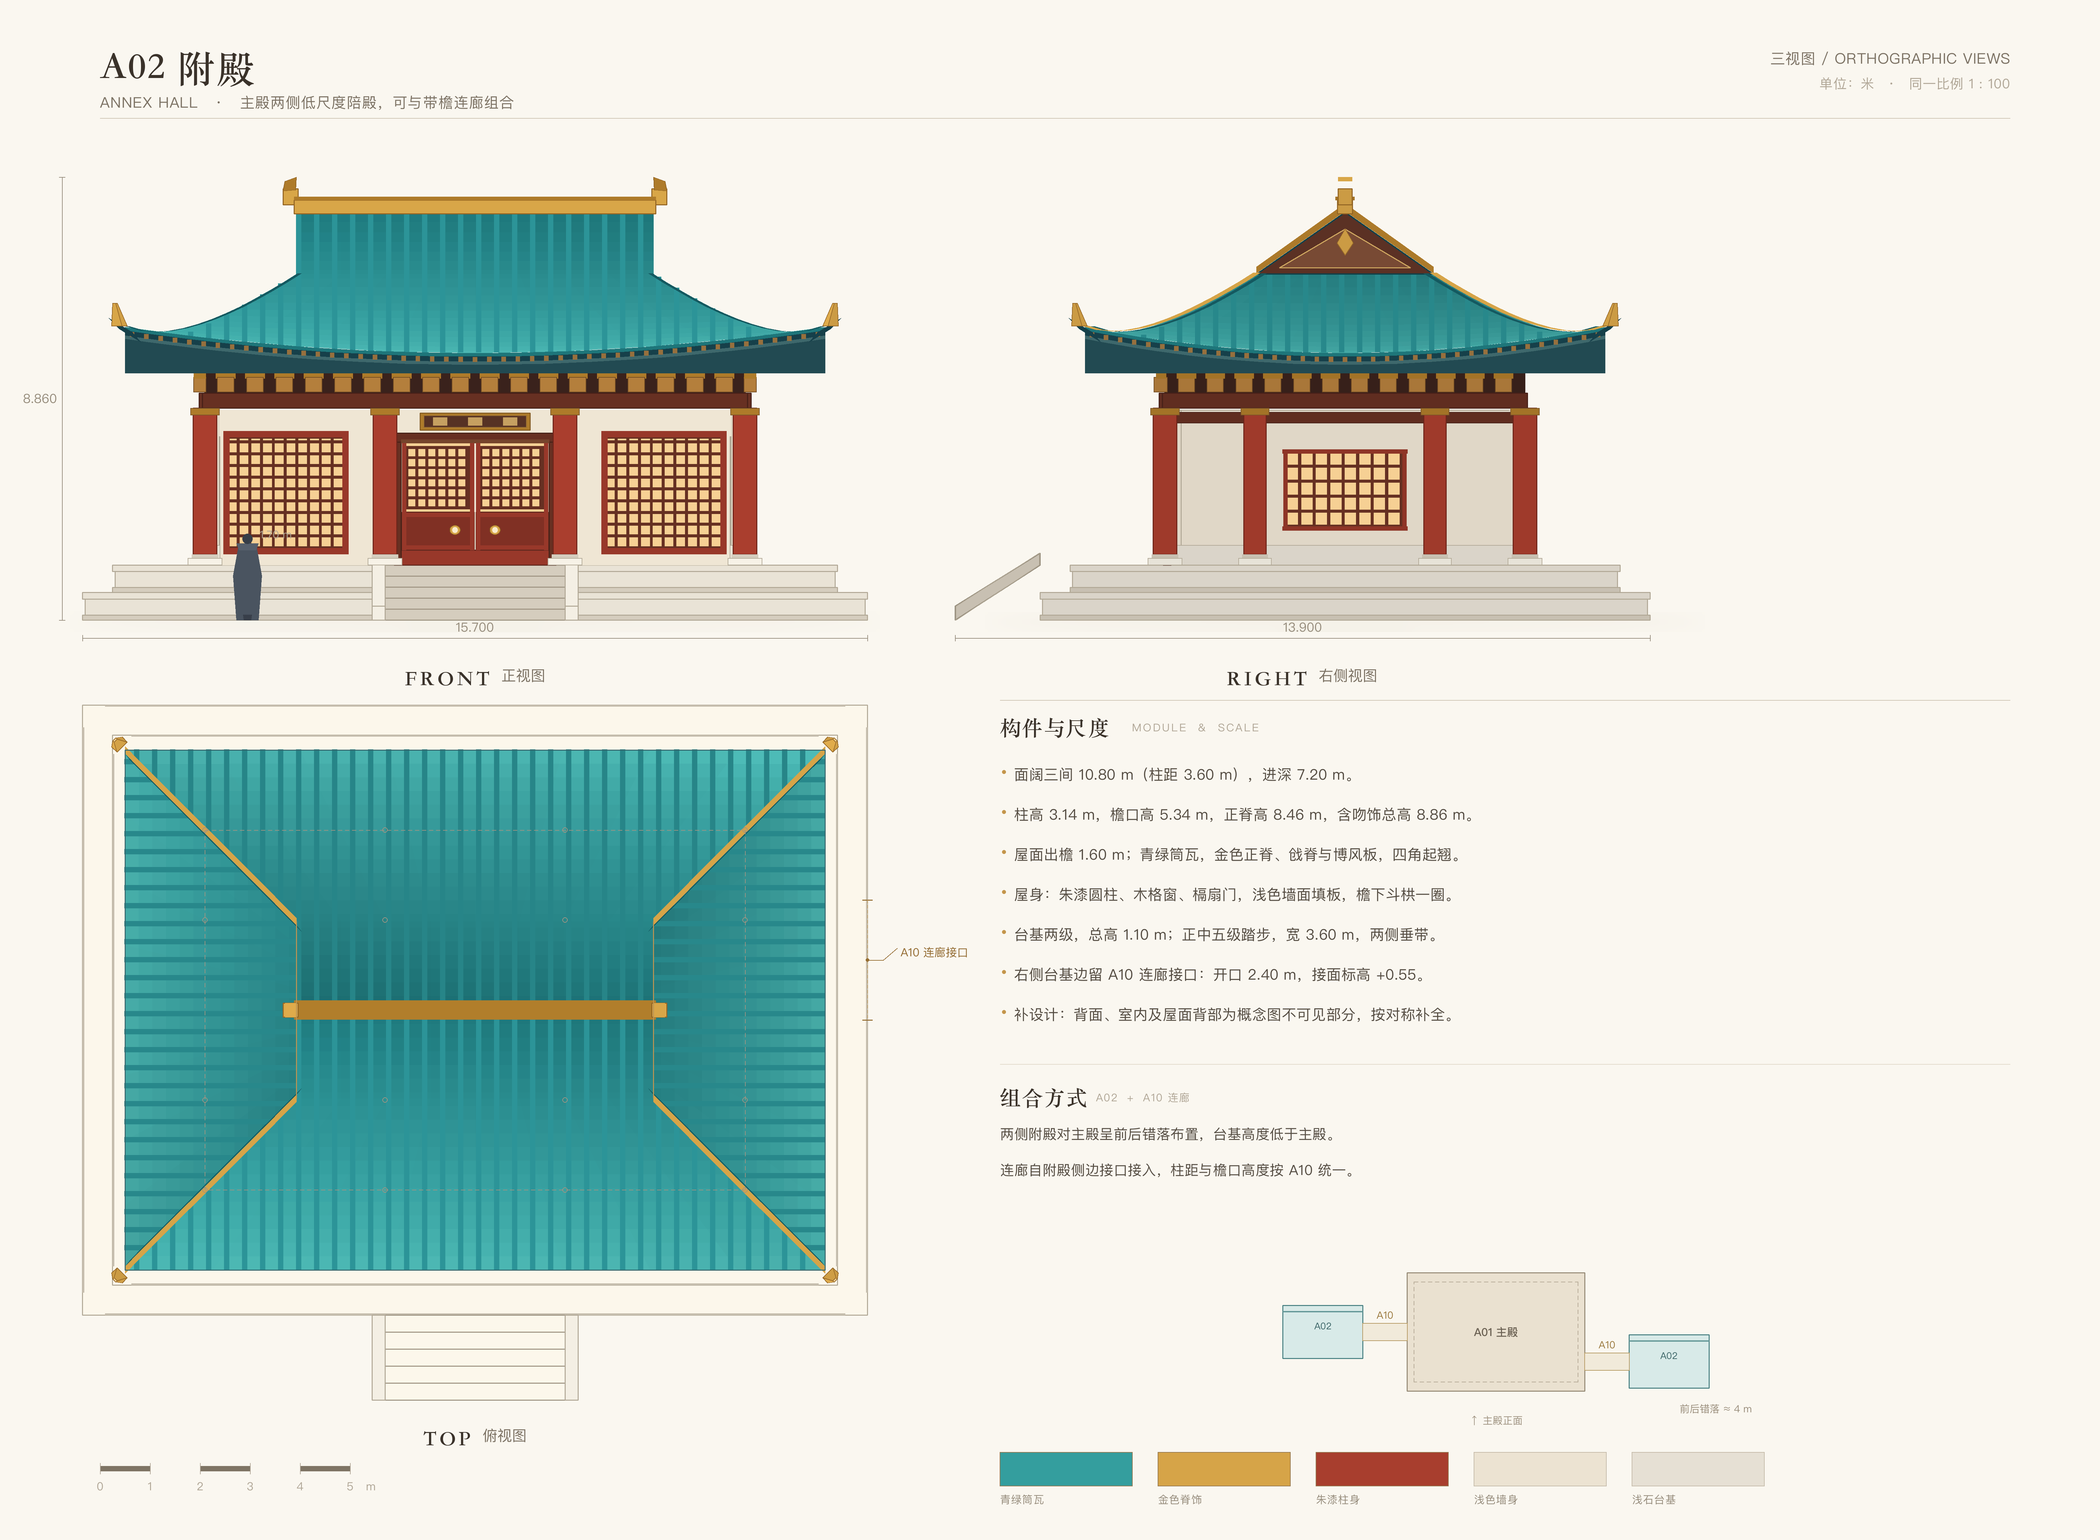 A02 附殿
ANNEX HALL · 主殿两侧低尺度陪殿，可与带檐连廊组合
三视图 / ORTHOGRAPHIC VIEWS
单位：米 · 同一比例 1 : 100
8.860
15.700
13.900
FRONT 正视图
RIGHT 右侧视图
A10 连廊接口
TOP 俯视图
0 1 2 3 4 5 m
构件与尺度 MODULE & SCALE
• 面阔三间 10.80 m（柱距 3.60 m），进深 7.20 m。
• 柱高 3.14 m，檐口高 5.34 m，正脊高 8.46 m，含吻饰总高 8.86 m。
• 屋面出檐 1.60 m；青绿筒瓦，金色正脊、戗脊与博风板，四角起翘。
• 屋身：朱漆圆柱、木格窗、槅扇门，浅色墙面填板，檐下斗栱一圈。
• 台基两级，总高 1.10 m；正中五级踏步，宽 3.60 m，两侧垂带。
• 右侧台基边留 A10 连廊接口：开口 2.40 m，接面标高 +0.55。
• 补设计：背面、室内及屋面背部为概念图不可见部分，按对称补全。
组合方式 A02 + A10 连廊
两侧附殿对主殿呈前后错落布置，台基高度低于主殿。
连廊自附殿侧边接口接入，柱距与檐口高度按 A10 统一。
A02
A10
A01 主殿
A10
A02
前后错落 ≈ 4 m
↑ 主殿正面
青绿筒瓦
金色脊饰
朱漆柱身
浅色墙身
浅石台基